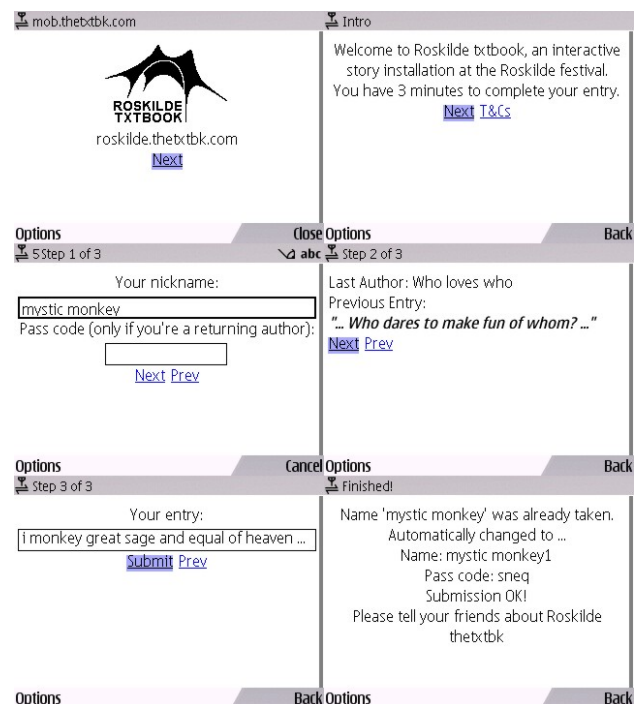 mob.thetxtbk.com
ROSKILDE
TXTBOOK
roskilde.thetxtbk.com
Next
Options Close
Intro
Welcome to Roskilde txtbook, an interactive
story installation at the Roskilde festival.
You have 3 minutes to complete your entry.
Next T&Cs
Options Back
5 Step 1 of 3 abc
Your nickname:
mystic monkey
Pass code (only if you're a returning author):
Next Prev
Options Cancel
Step 2 of 3
Last Author: Who loves who
Previous Entry:
"... Who dares to make fun of whom? ..."
Next Prev
Options Back
Step 3 of 3
Your entry:
i monkey great sage and equal of heaven ...
Submit Prev
Options Back
Finished!
Name 'mystic monkey' was already taken.
Automatically changed to ...
Name: mystic monkey1
Pass code: sneq
Submission OK!
Please tell your friends about Roskilde
thetxtbk
Options Back